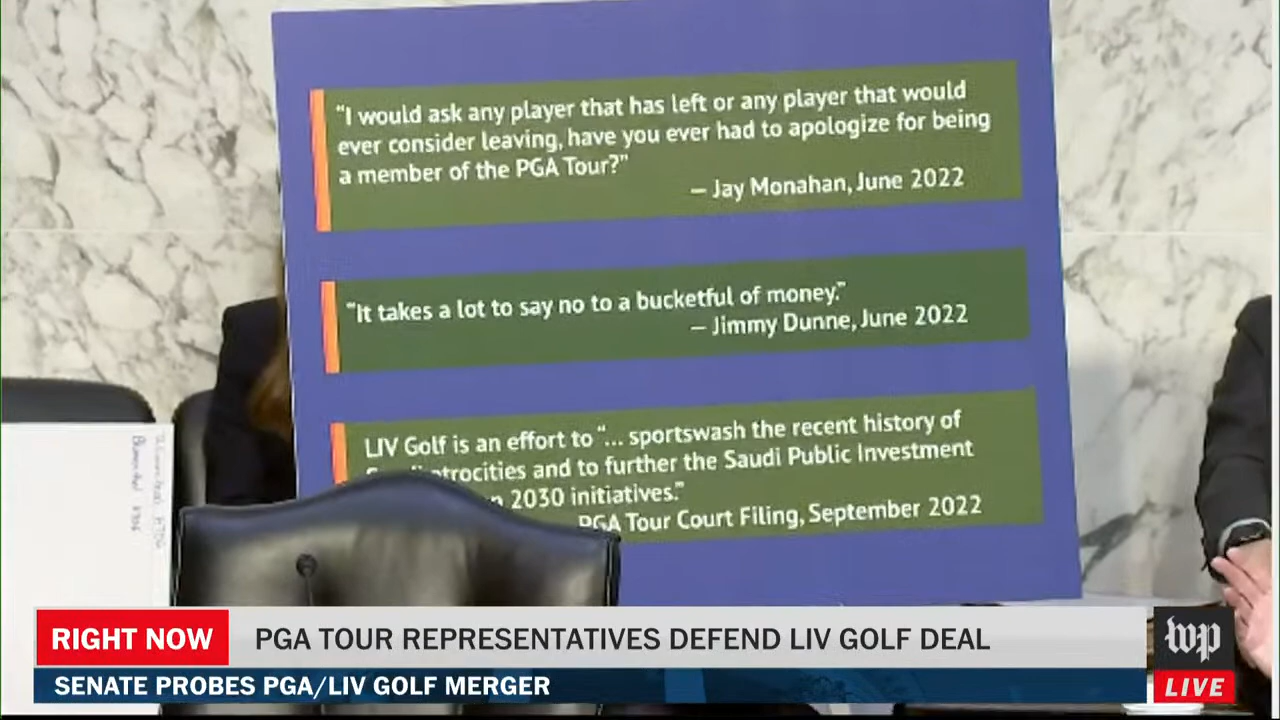 “I would ask any player that has left or any player that would
ever consider leaving, have you ever had to apologize for being
a member of the PGA Tour?”
– Jay Monahan, June 2022
“It takes a lot to say no to a bucketful of money.”
– Jimmy Dunne, June 2022
LIV Golf is an effort to “... sportswash the recent history of
and to further the Saudi Public Investment
2030 initiatives.”
PGA Tour Court Filing, September 2022
RIGHT NOW
PGA TOUR REPRESENTATIVES DEFEND LIV GOLF DEAL
SENATE PROBES PGA/LIV GOLF MERGER
wp
LIVE